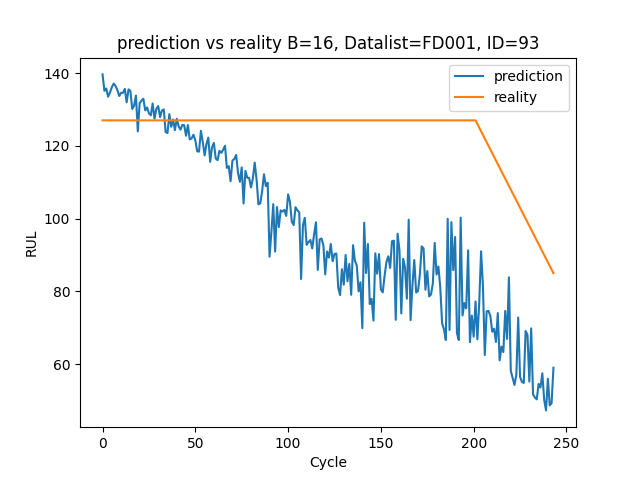 prediction vs reality B=16, Datalist=FD001, ID=93
prediction
reality
140
120
100
80
60
RUL
0
50
100
150
200
250
Cycle